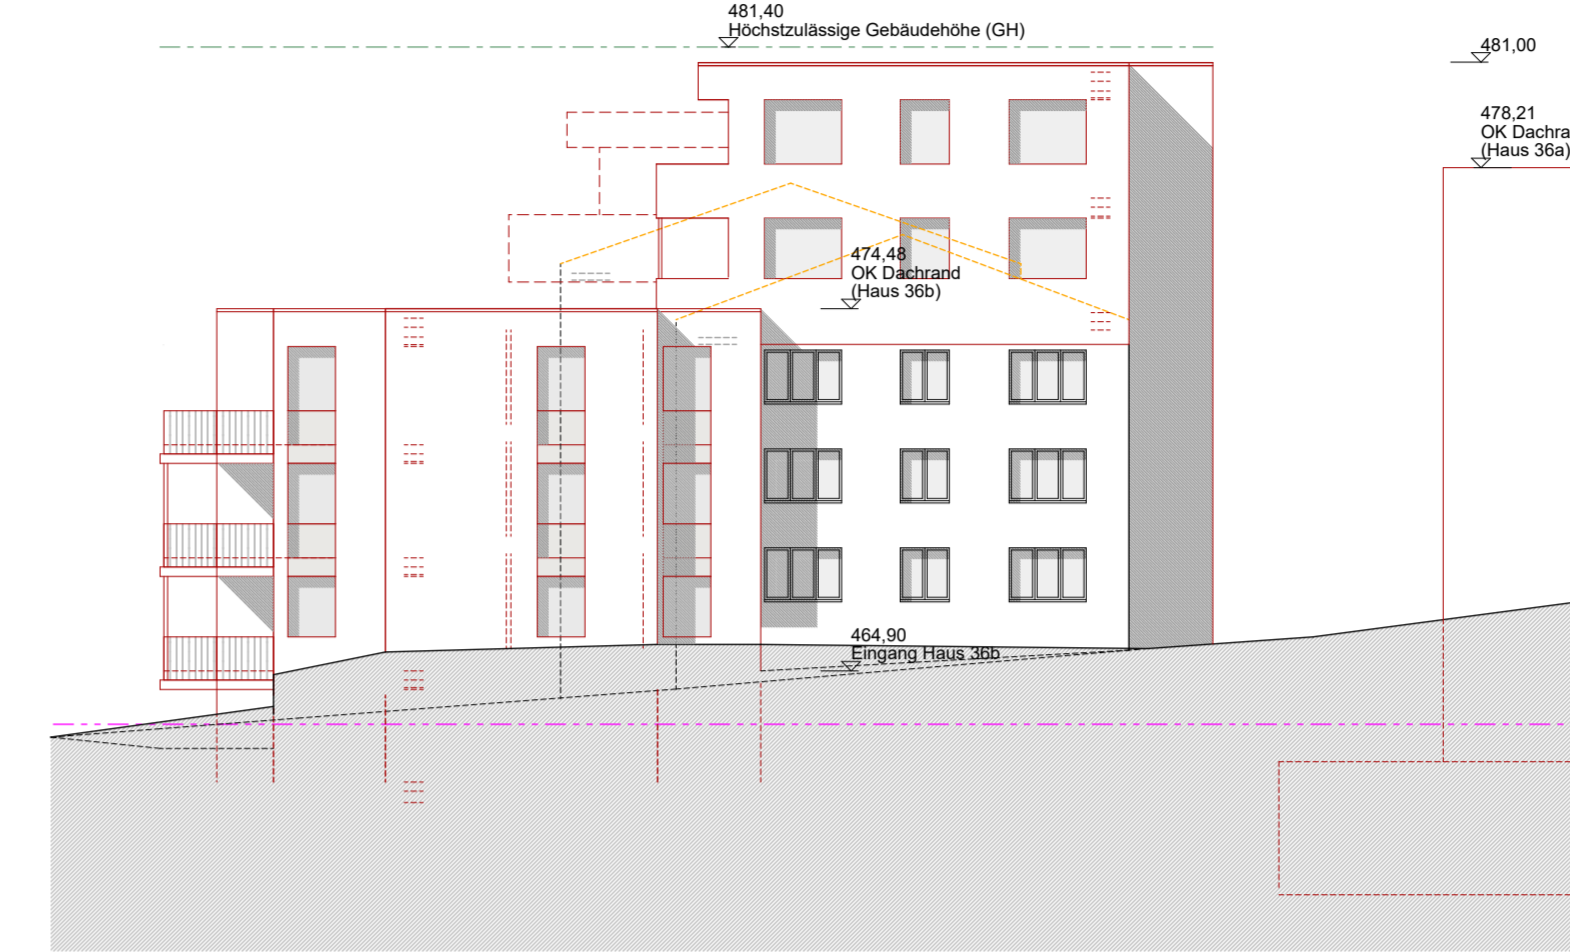 481,40
Höchstzulässige Gebäudehöhe (GH)
481,00
478,21
OK Dachra
(Haus 36a)
474,48
OK Dachrand
(Haus 36b)
464,90
Eingang Haus 36b